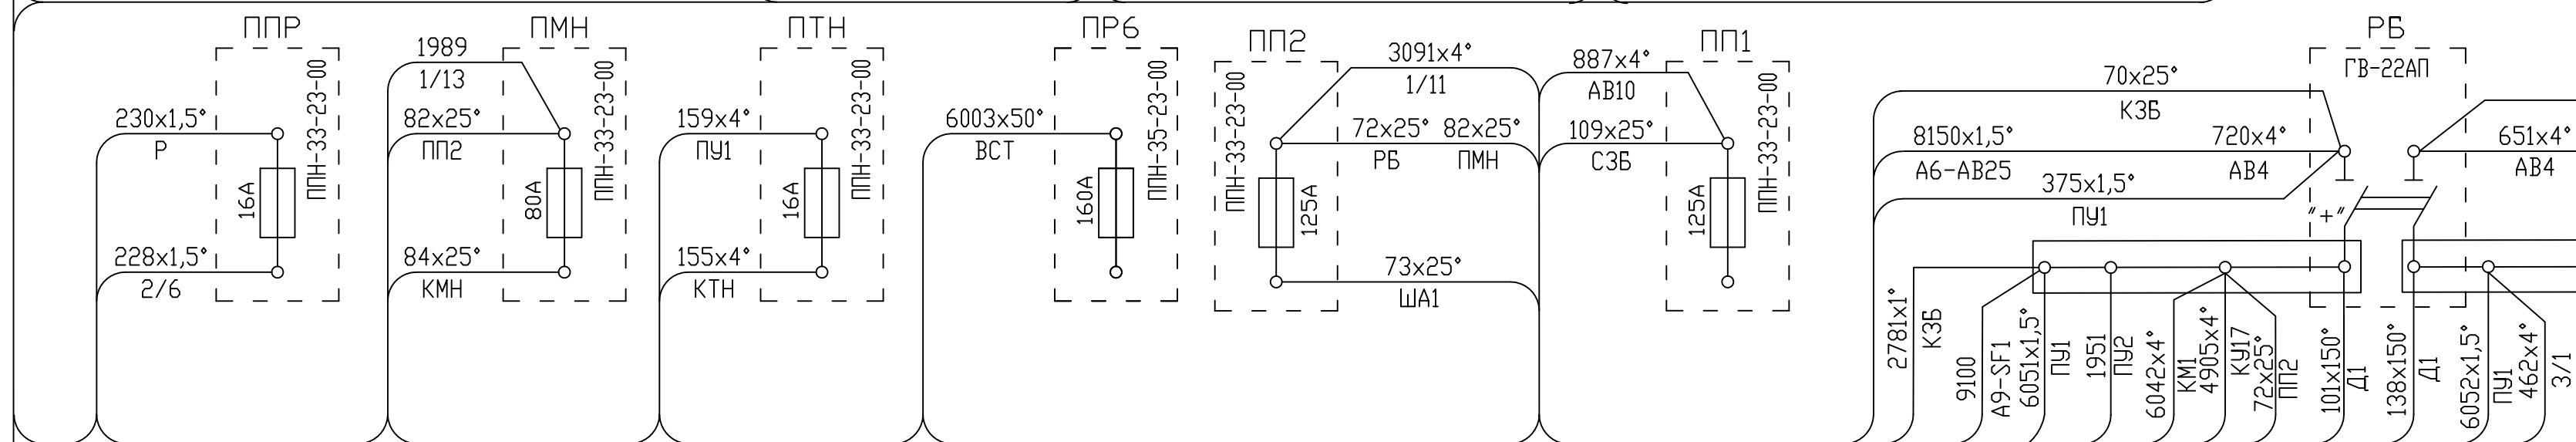 ППР
ППН-33-23-00
230х1,5°
Р
16А
228х1,5°
2/6
ПМН
ППН-33-23-00
1989
1/13
82х25°
ПП2
80А
84х25°
КМН
ПТН
ППН-33-23-00
159х4°
ПУ1
16А
155х4°
КТН
ПР6
ППН-35-23-00
6003х50°
ВСТ
160А
ПП2
ППН-33-23-00
125А
3091х4°
1/11
72х25° 82х25°
РБ ПМН
73х25°
ША1
ПП1
ППН-33-23-00
887х4°
АВ10
109х25°
СЗБ
125А
РБ
ГВ-22АП
70х25°
КЗБ
8150х1,5° 720х4°
А6-АВ25 АВ4
375х1,5°
ПУ1
"+"
651х4°
АВ4
2781х1°
КЗБ
9100
А9-SF1
6051х1,5°
ПУ1
1951
ПУ2
6042х4°
КМ1
4905х4°
КУ17
72х25°
ПП2
101х150°
Д1
138х150°
Д1
6052х1,5°
ПУ1
462х4°
3/1